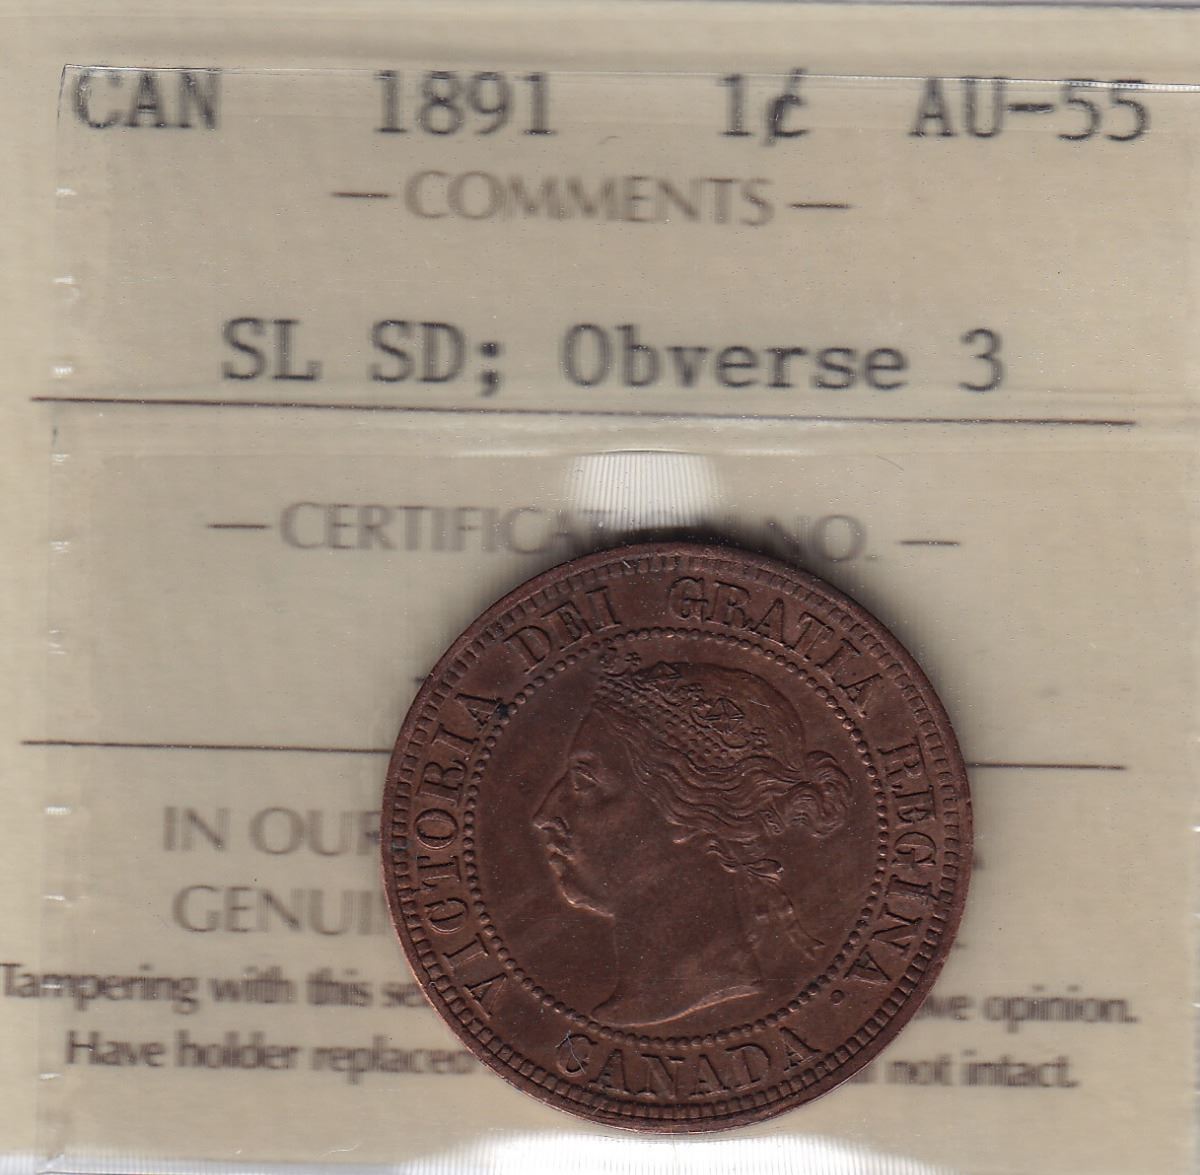 CAN 1891 1¢ AU-55
— COMMENTS —
SL SD; Obverse 3
— CERTIFICAT NO. —
VICTORIA DEI GRATIA REGINA.
CANADA
IN OUR
GENUI
Tampering with this se ve opinion.
Have holder replaced not intact.